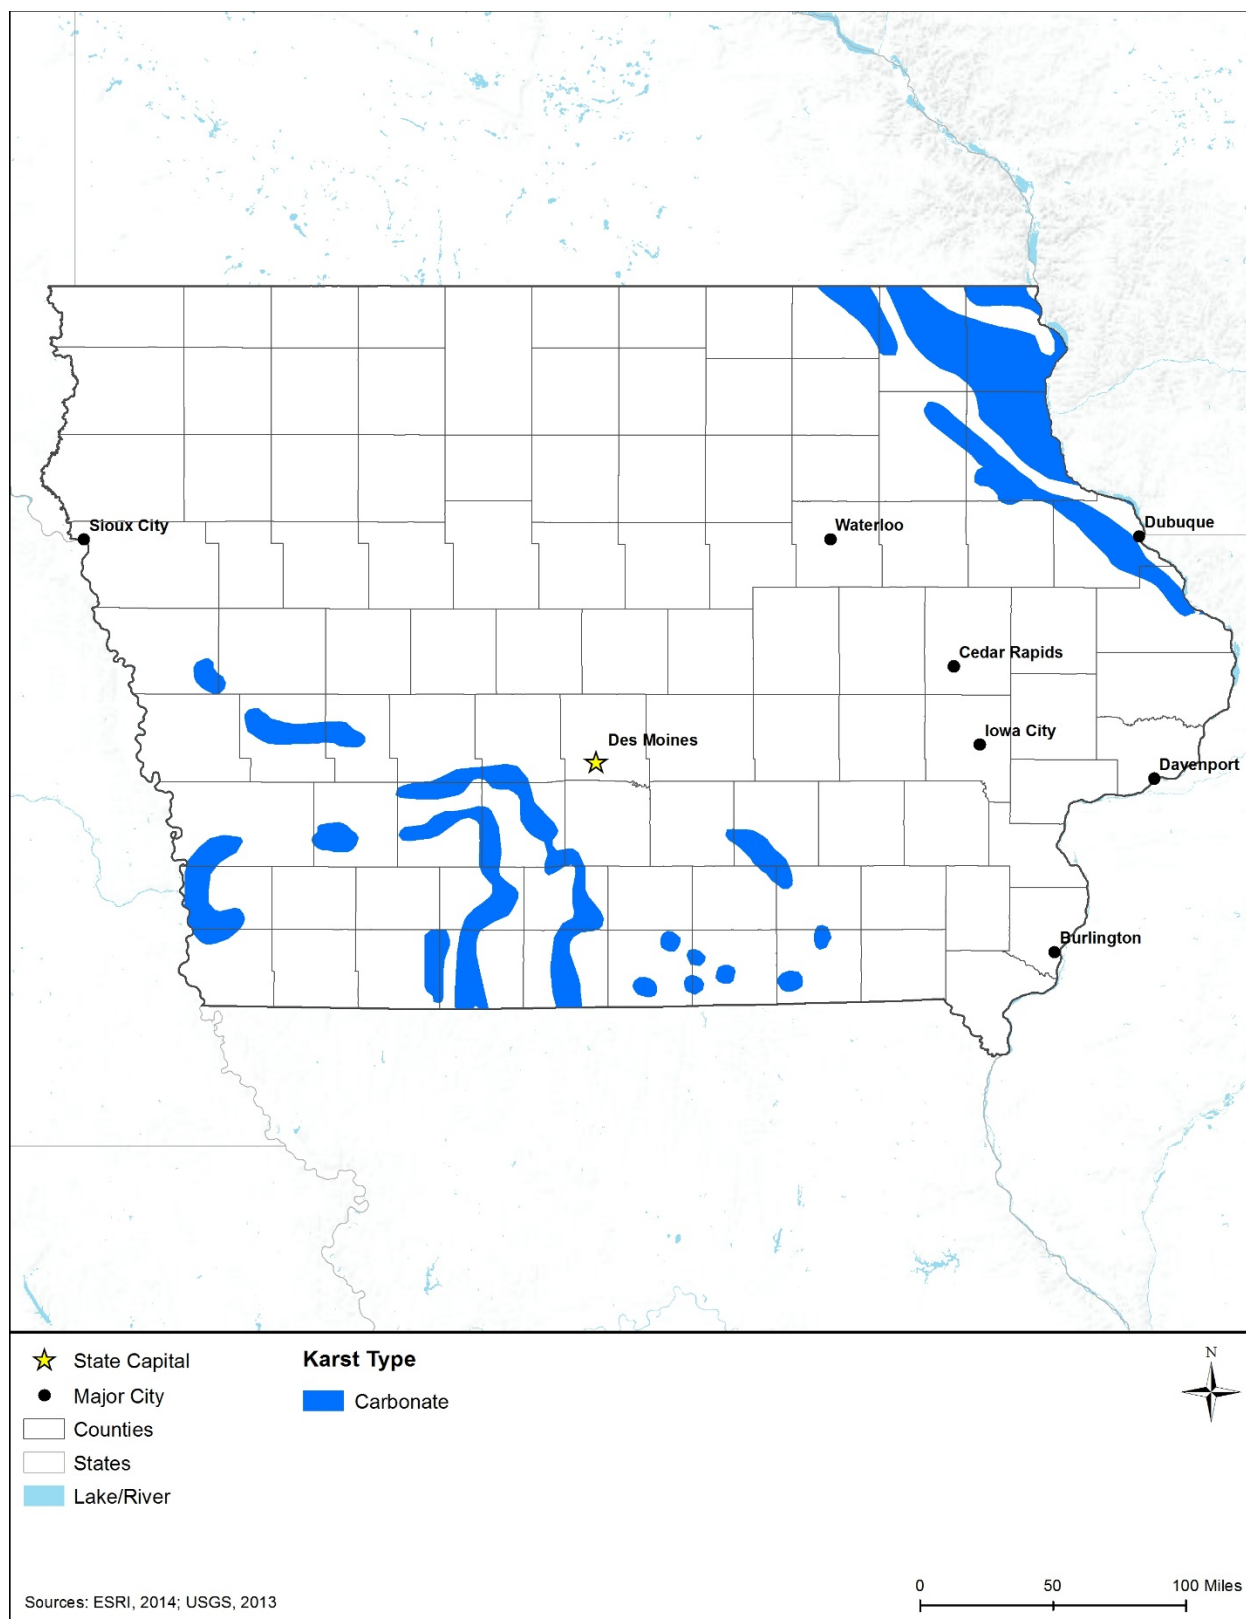 Sioux City
Waterloo
Dubuque
Cedar Rapids
Iowa City
Des Moines
Davenport
Burlington
State Capital
Major City
Counties
States
Lake/River
Karst Type
Carbonate
N
0 50 100 Miles
Sources: ESRI, 2014; USGS, 2013